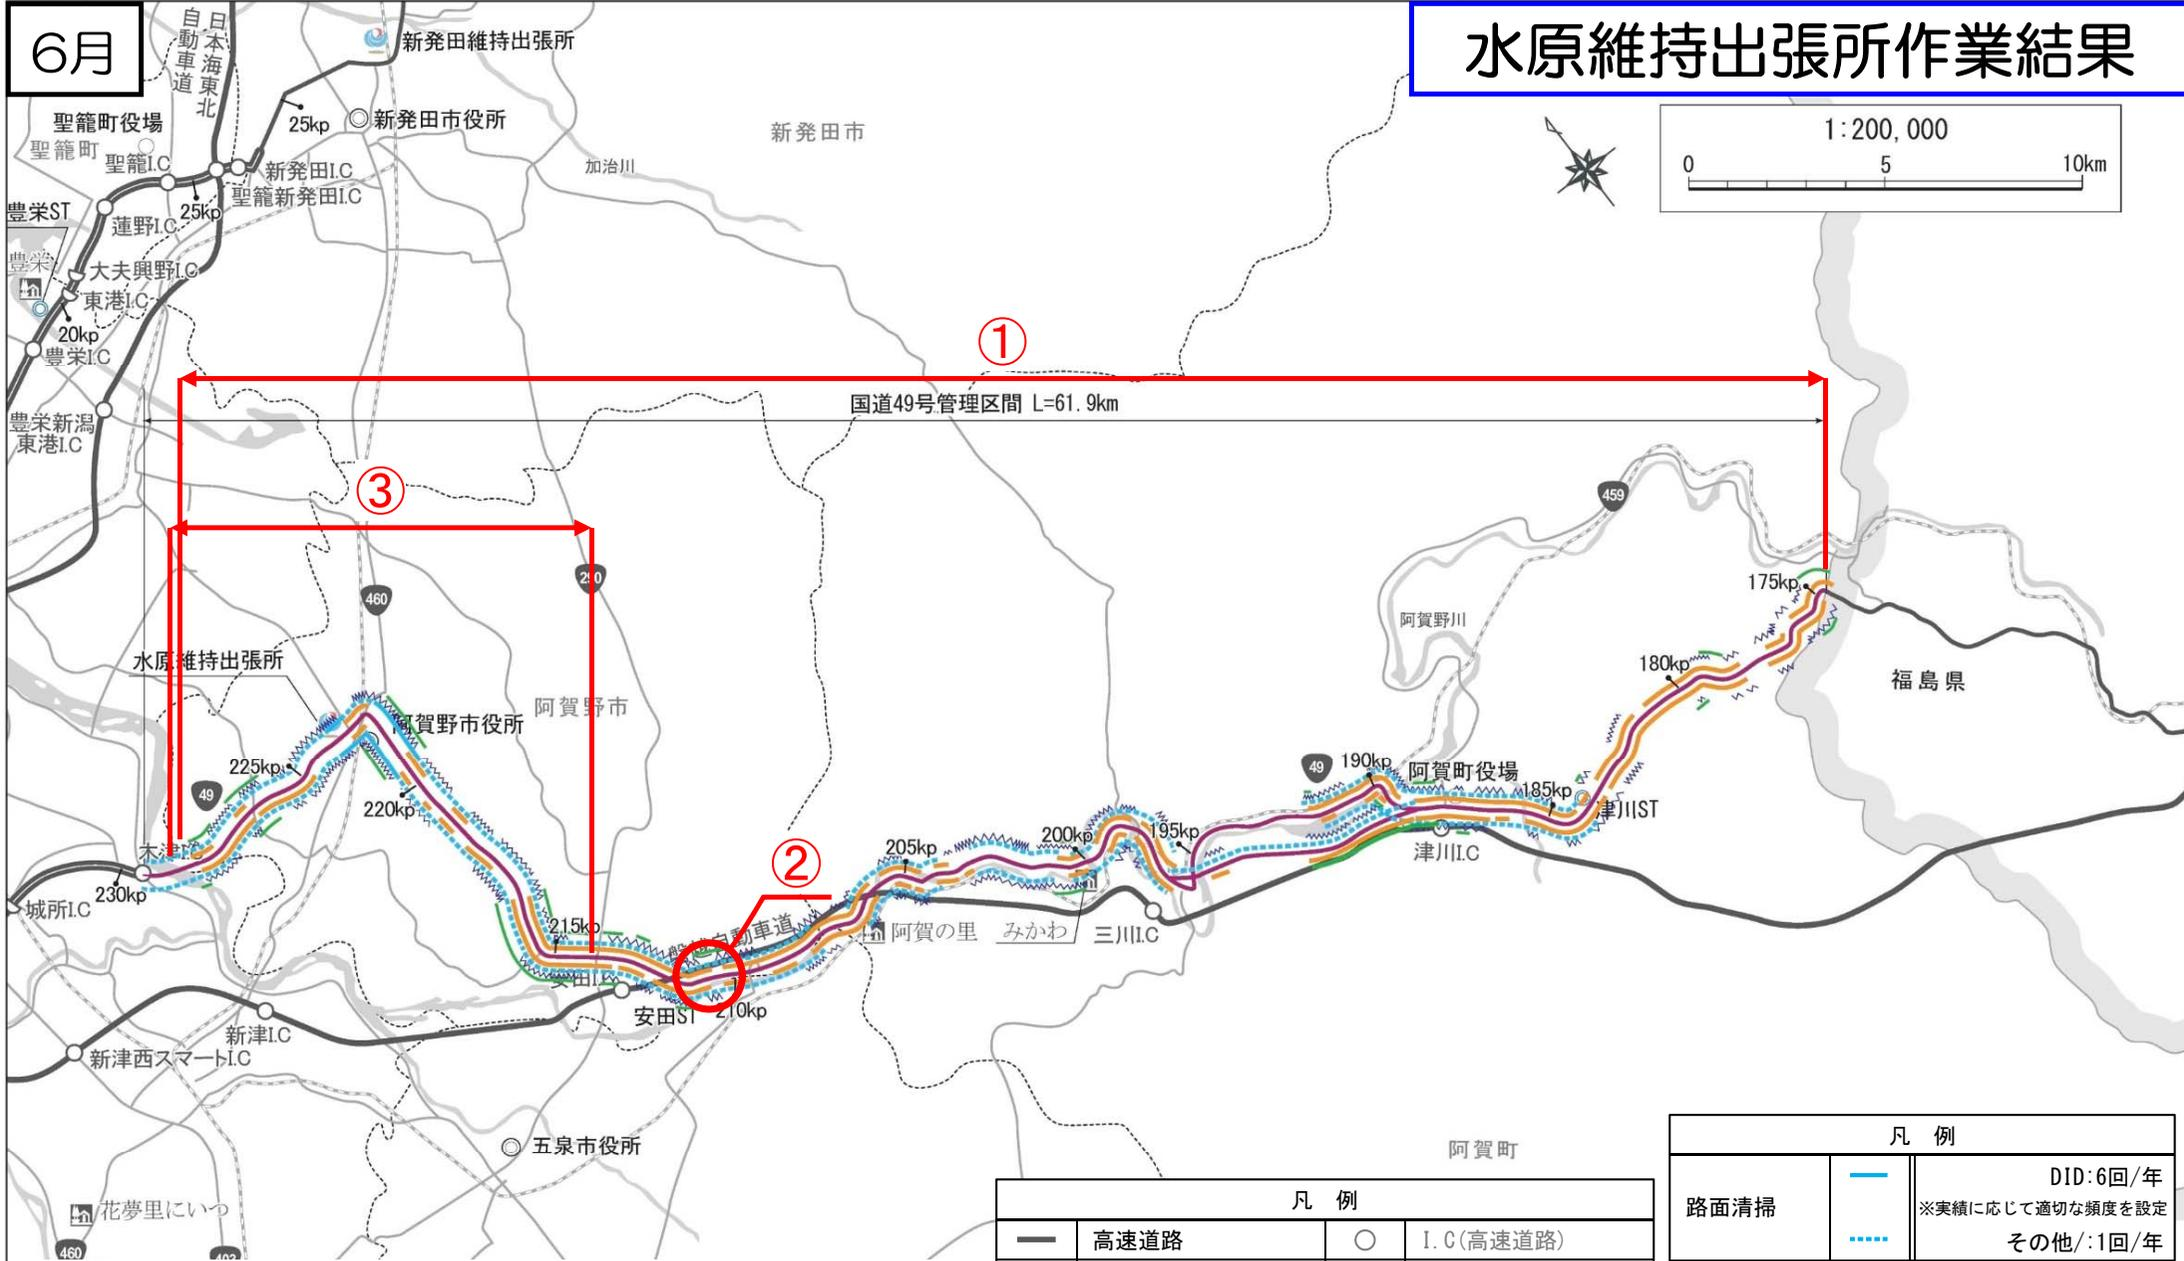 6月
水原維持出張所作業結果
1:200,000
0 5 10km
日本海東北
自動車道
新発田維持出張所
25kp
新発田市役所
新発田市
加治川
聖籠町役場
聖籠町
聖籠I.C
新発田I.C
聖籠新発田I.C
25kp
豊栄ST
蓮野I.C
豊栄
大夫興野I.C
東港I.C
20kp
豊栄I.C
豊栄新潟
東港I.C
①
国道49号管理区間 L=61.9km
③
459
290
460
175kp
阿賀野川
水原維持出張所
180kp
福島県
阿賀野市
阿賀野市役所
225kp
49
220kp
49
190kp
阿賀町役場
185kp
津川ST
津川I.C
木津I.C
230kp
城所I.C
②
205kp
200kp
195kp
215kp
磐越自動車道
阿賀の里
みかわ
三川I.C
安田I.C
安田ST
210kp
新津I.C
新津西スマートI.C
五泉市役所
阿賀町
花夢里にいつ
460
403
凡 例
高速道路
I.C(高速道路)
凡 例
路面清掃
DID:6回/年
※実績に応じて適切な頻度を設定
その他/:1回/年